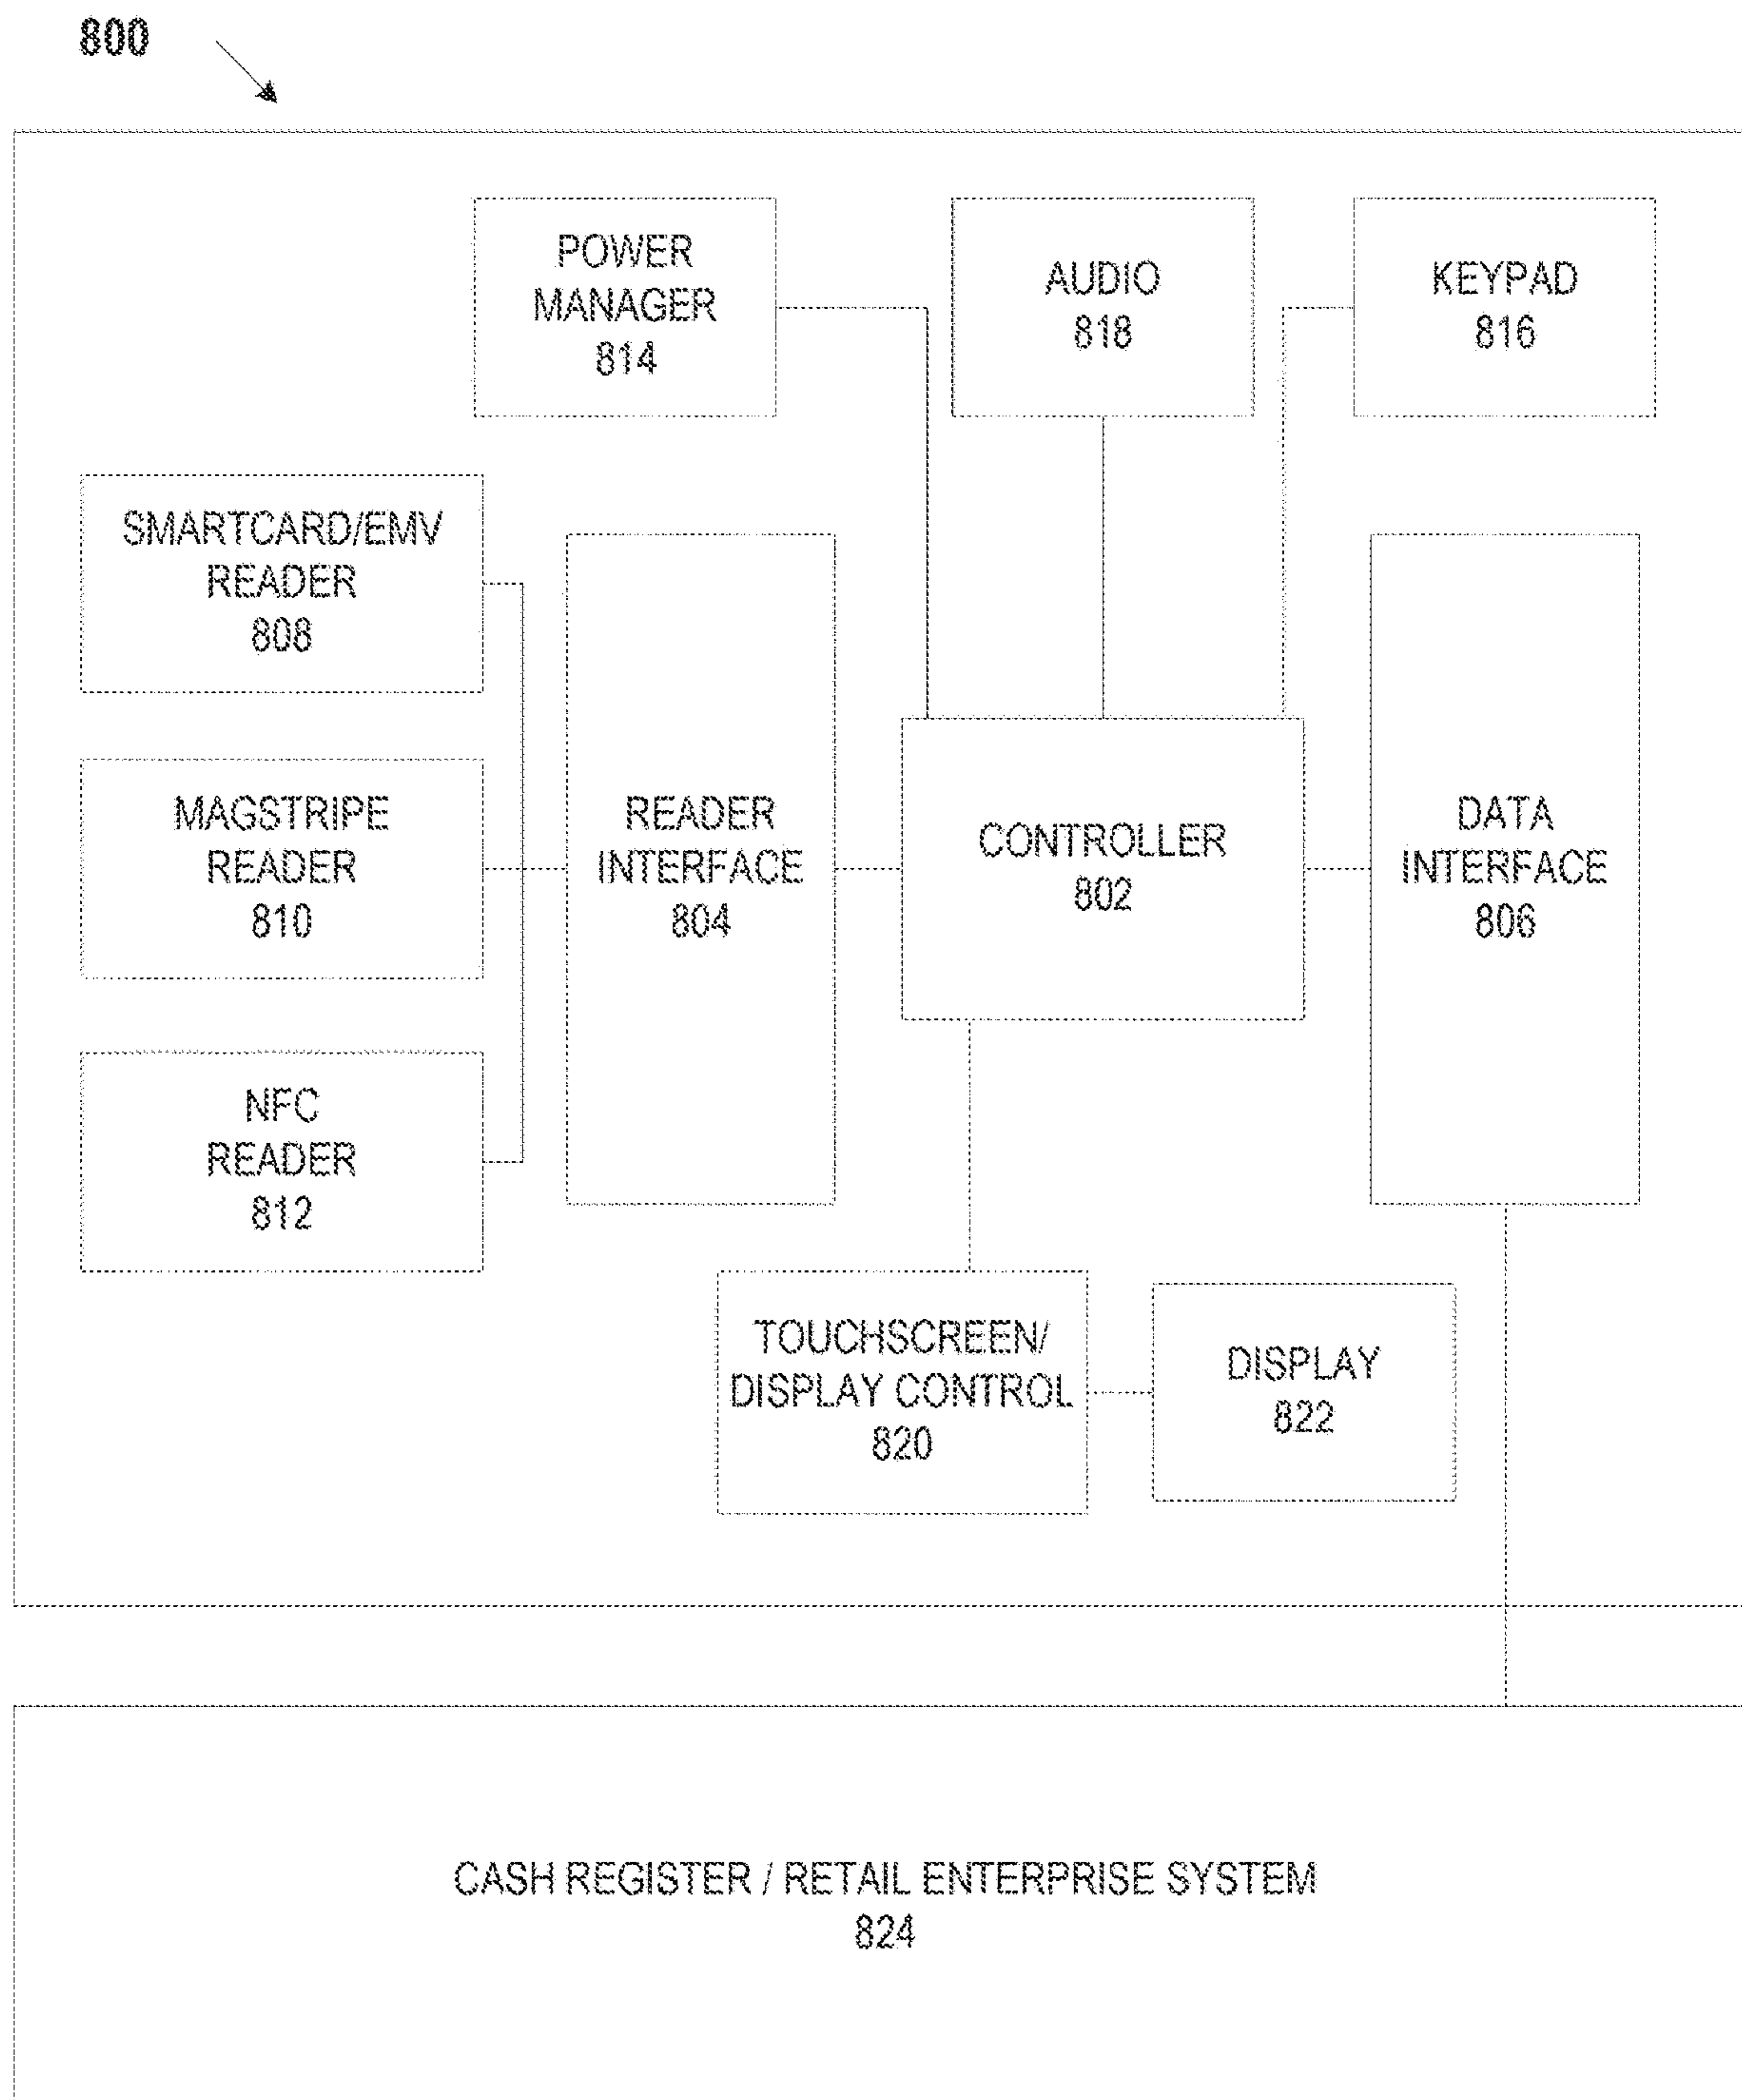 800
POWER
MANAGER
814
AUDIO
818
KEYPAD
816
SMARTCARD/EMV
READER
808
MAGSTRIPE
READER
810
NFC
READER
812
READER
INTERFACE
804
CONTROLLER
802
DATA
INTERFACE
806
TOUCHSCREEN/
DISPLAY CONTROL
820
DISPLAY
822
CASH REGISTER / RETAIL ENTERPRISE SYSTEM
824